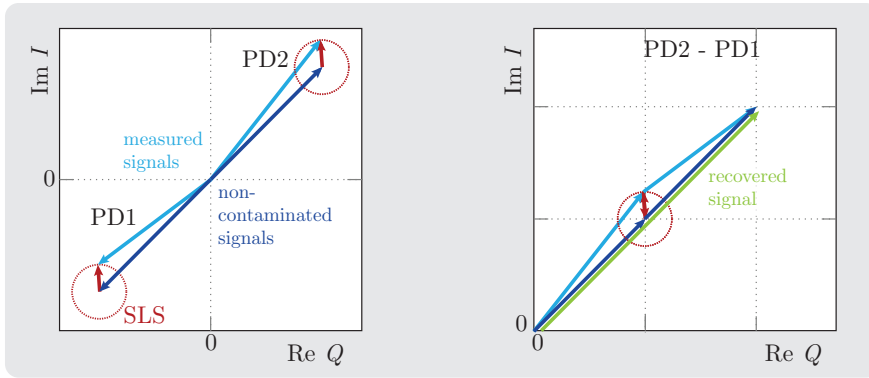 Im I
PD2
measured
signals
0
non-
contaminated
signals
PD1
SLS
0
Re Q
PD2 - PD1
Im I
recovered
signal
0
0
Re Q